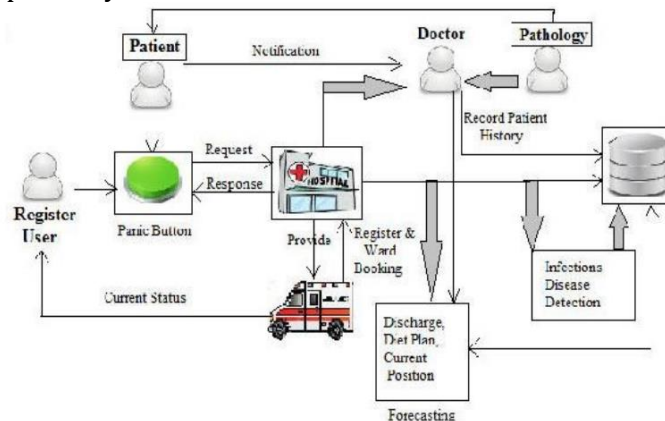 Patient
Notification
Doctor
Pathology
Record Patient
History
Request
Response
HOSPITAL
Register
User
Panic Button
Provide
Register &
Ward
Booking
Current Status
Infections
Disease
Detection
Discharge,
Diet Plan,
Current
Position
Forecasting